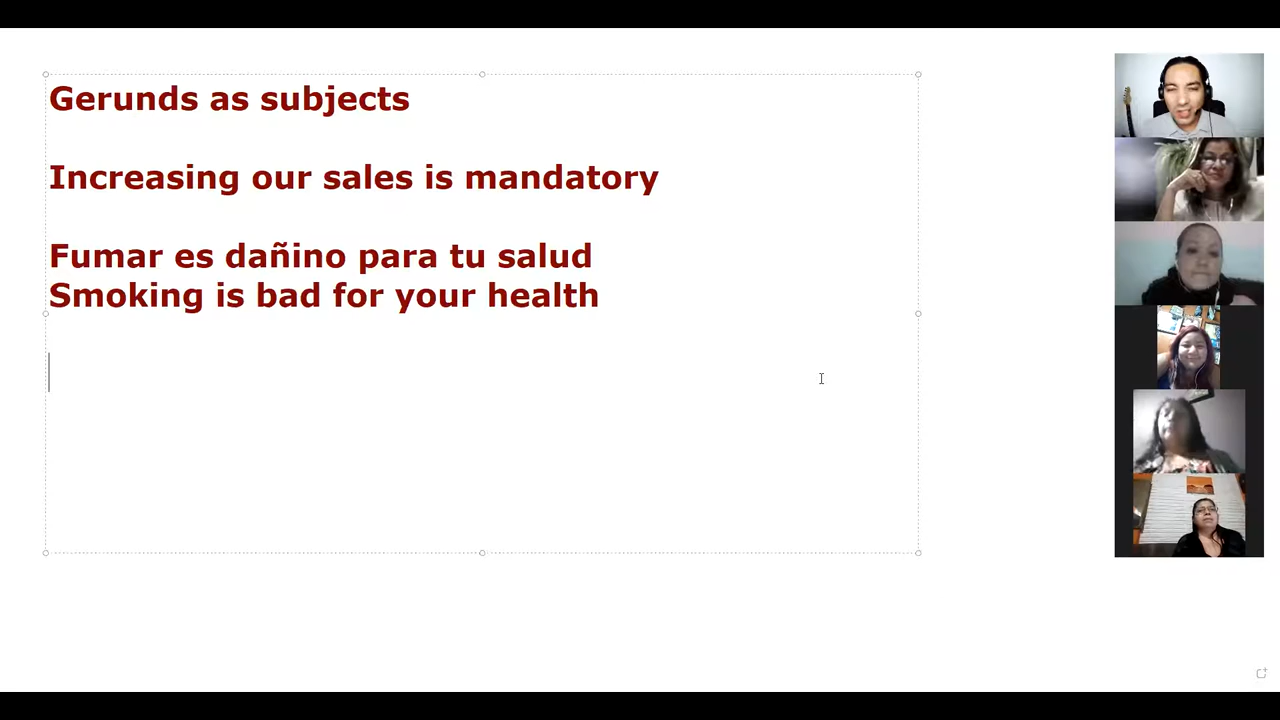 Gerunds as subjects
Increasing our sales is mandatory
Fumar es dañino para tu salud
Smoking is bad for your health